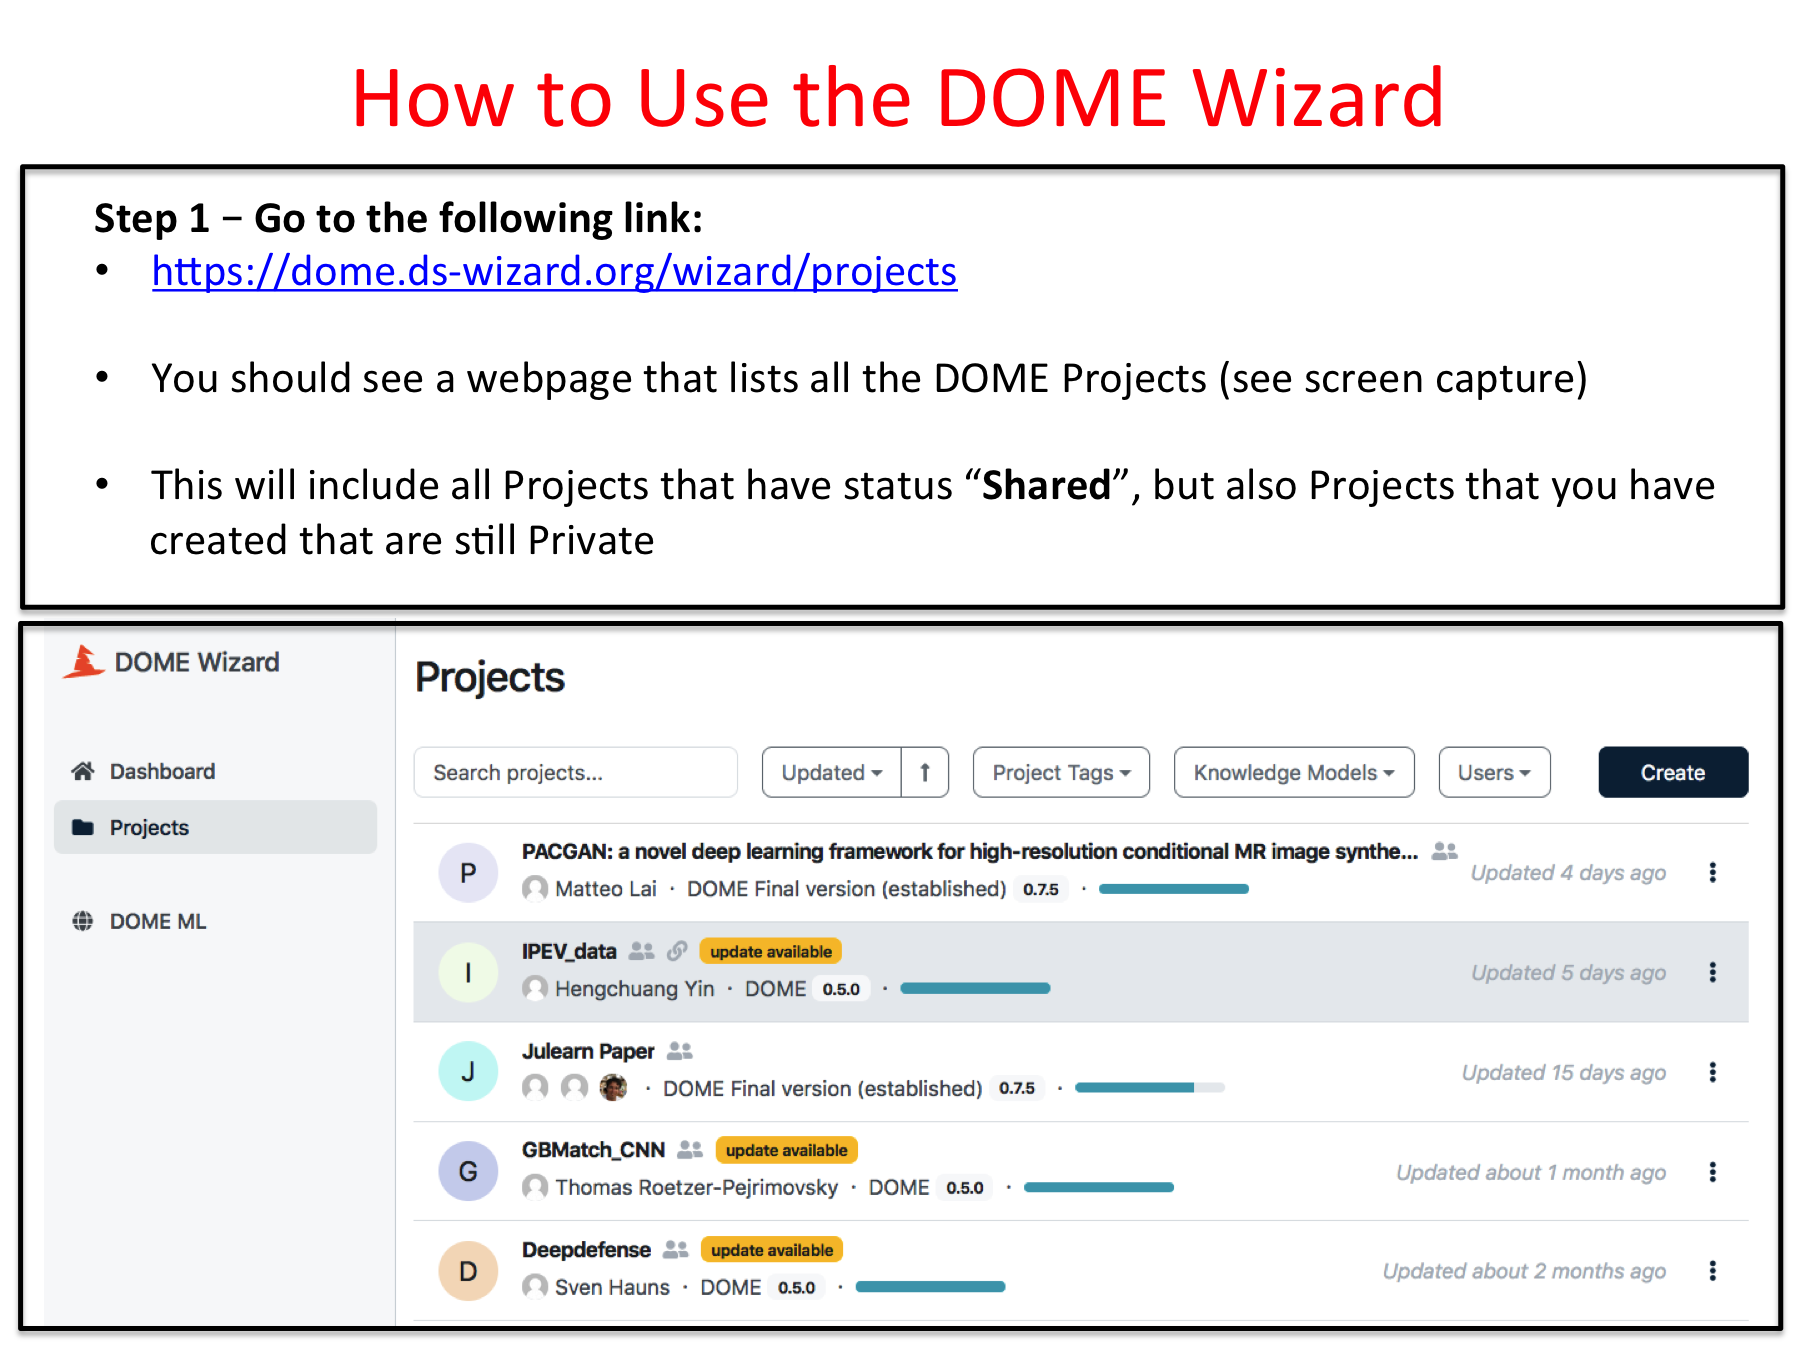 How to Use the DOME Wizard
Step 1 – Go to the following link:
• https://dome.ds-wizard.org/wizard/projects
• You should see a webpage that lists all the DOME Projects (see screen capture)
• This will include all Projects that have status “Shared”, but also Projects that you have
created that are still Private
DOME Wizard
Dashboard
Projects
DOME ML
Projects
Search projects...
Updated
Project Tags
Knowledge Models
Users
Create
P
PACGAN: a novel deep learning framework for high-resolution conditional MR image synthe...
Matteo Lai · DOME Final version (established) 0.7.5 ·
Updated 4 days ago
I
IPEV_data update available
Hengchuang Yin · DOME 0.5.0 ·
Updated 5 days ago
J
Julearn Paper
· DOME Final version (established) 0.7.5 ·
Updated 15 days ago
G
GBMatch_CNN update available
Thomas Roetzer-Pejrimovsky · DOME 0.5.0 ·
Updated about 1 month ago
D
Deepdefense update available
Sven Hauns · DOME 0.5.0 ·
Updated about 2 months ago